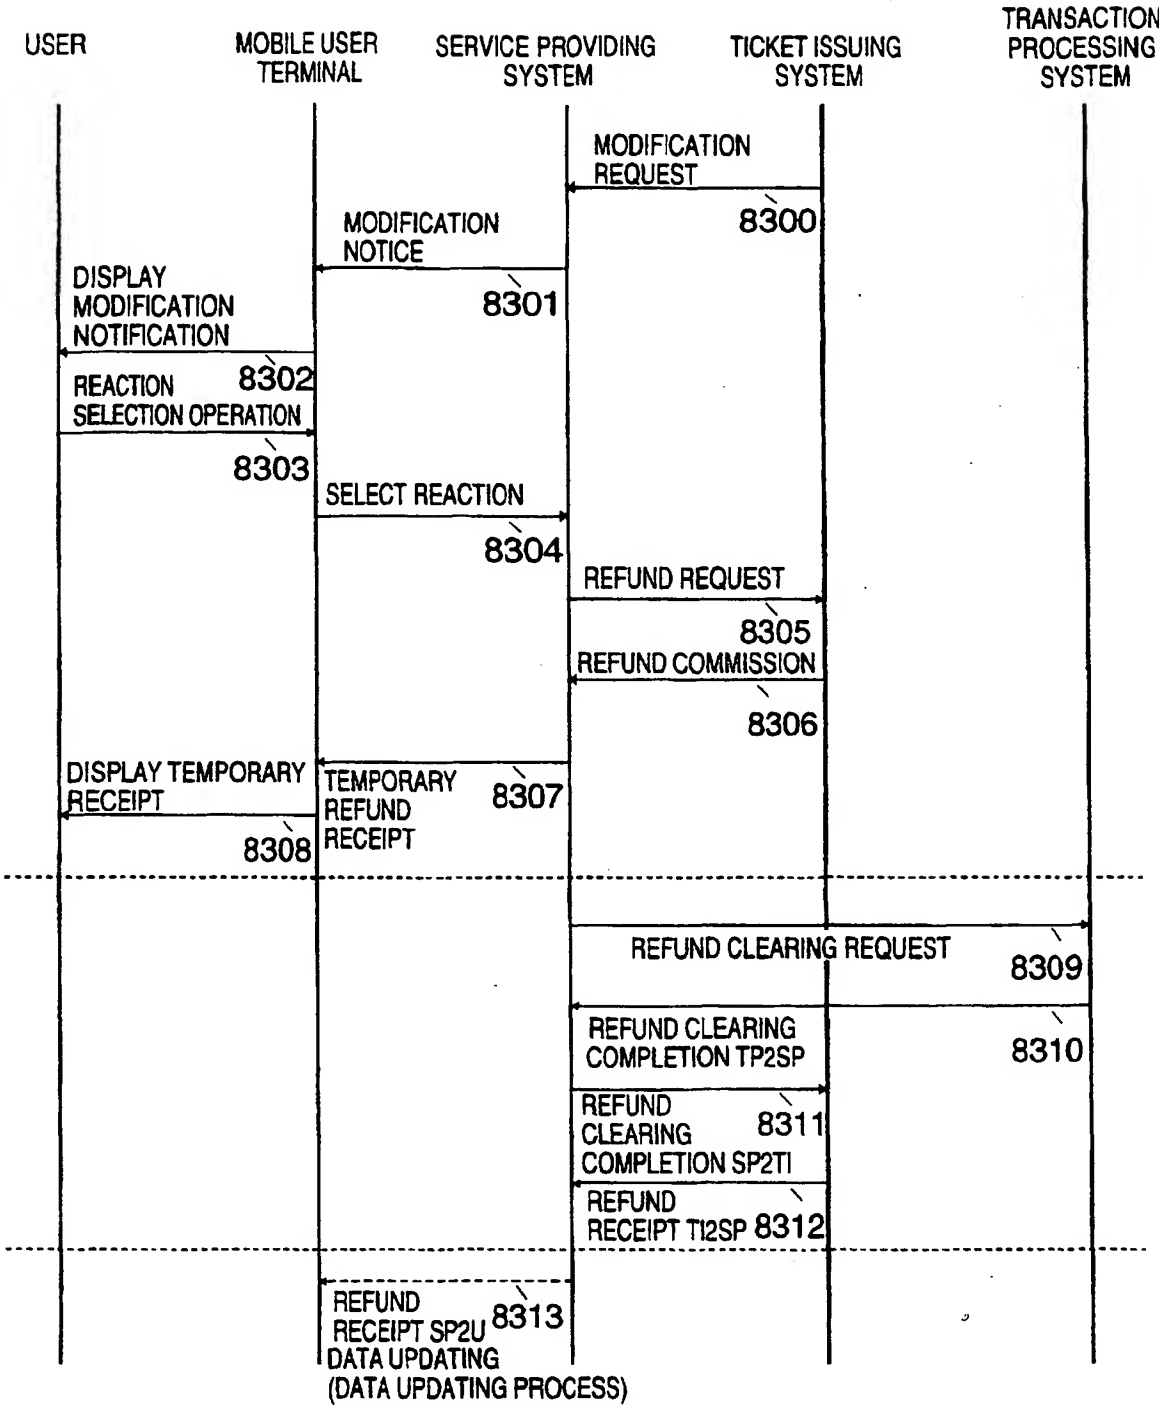 USER
MOBILE USER
TERMINAL
SERVICE PROVIDING
SYSTEM
TICKET ISSUING
SYSTEM
TRANSACTION
PROCESSING
SYSTEM
MODIFICATION
REQUEST
8300
MODIFICATION
NOTICE
8301
DISPLAY
MODIFICATION
NOTIFICATION
8302
REACTION
SELECTION OPERATION
8303
SELECT REACTION
8304
REFUND REQUEST
8305
REFUND COMMISSION
8306
TEMPORARY
REFUND
RECEIPT
8307
DISPLAY TEMPORARY
RECEIPT
8308
REFUND CLEARING REQUEST
8309
REFUND CLEARING
COMPLETION TP2SP
8310
REFUND
CLEARING
COMPLETION SP2TI
8311
REFUND
RECEIPT TI2SP
8312
REFUND
RECEIPT SP2U
8313
DATA UPDATING
(DATA UPDATING PROCESS)